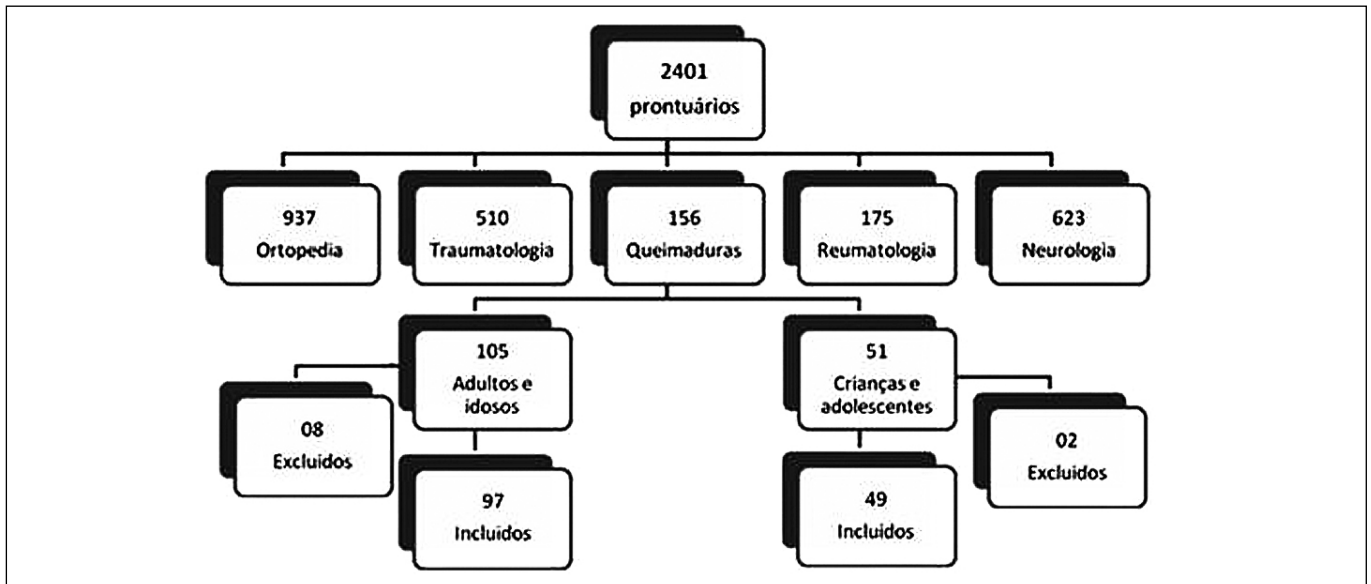 2401
prontuários
937
Ortopedia
510
Traumatologia
156
Queimaduras
175
Reumatologia
623
Neurologia
105
Adultos e
idosos
51
Crianças e
adolescentes
08
Excluidos
02
Excluidos
97
Incluidos
49
Incluidos